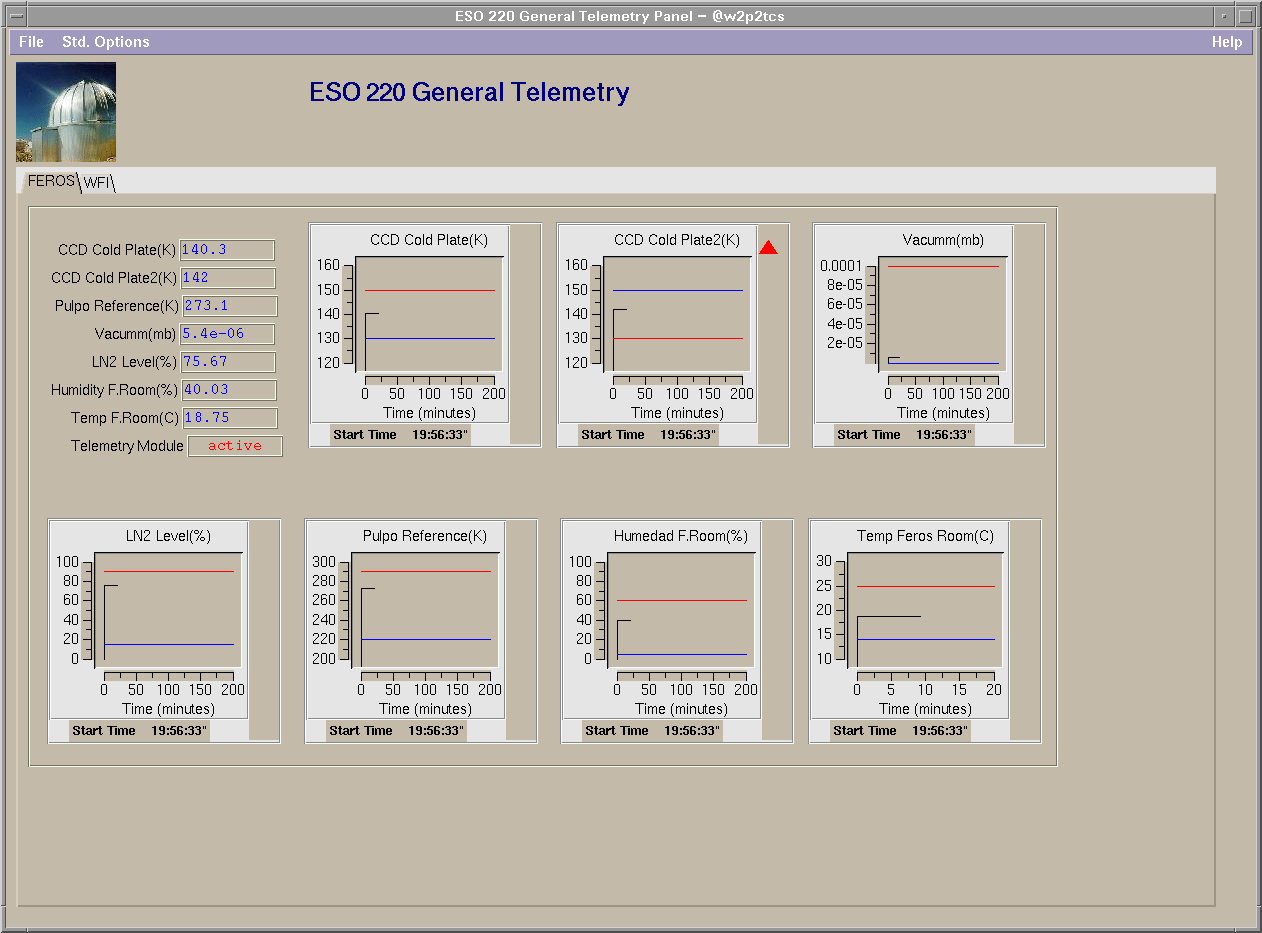 ESO 220 General Telemetry Panel – @w2p2tcs
File Std. Options Help
ESO 220 General Telemetry
FEROS WFI
CCD Cold Plate(K) 140.3
CCD Cold Plate2(K) 142
Pulpo Reference(K) 273.1
Vacumm(mb) 5.4e-06
LN2 Level(%) 75.67
Humidity F.Room(%) 40.03
Temp F.Room(C) 18.75
Telemetry Module active
CCD Cold Plate(K)
160
150
140
130
120
0 50 100 150 200
Time (minutes)
Start Time 19:56:33"
CCD Cold Plate2(K)
160
150
140
130
120
0 50 100 150 200
Time (minutes)
Start Time 19:56:33"
Vacumm(mb)
0.0001
8e-05
6e-05
4e-05
2e-05
0 50 100 150 200
Time (minutes)
Start Time 19:56:33"
LN2 Level(%)
100
80
60
40
20
0
0 50 100 150 200
Time (minutes)
Start Time 19:56:33"
Pulpo Reference(K)
300
280
260
240
220
200
0 50 100 150 200
Time (minutes)
Start Time 19:56:33"
Humedad F.Room(%)
100
80
60
40
20
0
0 50 100 150 200
Time (minutes)
Start Time 19:56:33"
Temp Feros Room(C)
30
25
20
15
10
0 5 10 15 20
Time (minutes)
Start Time 19:56:33"